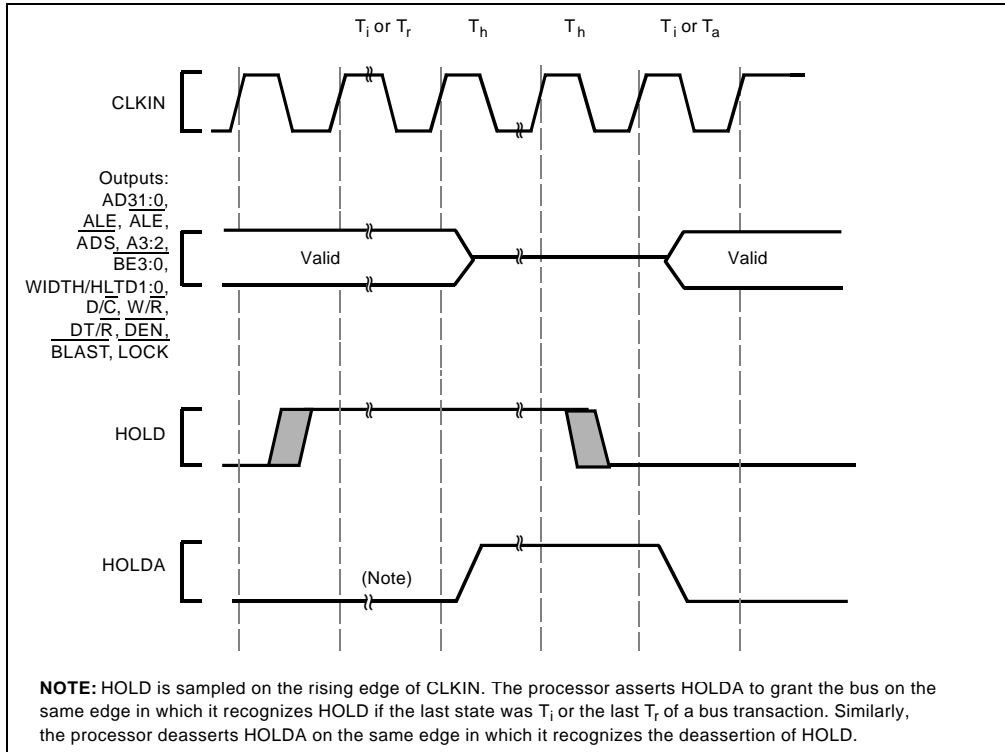 Ti or Tr Th Th Ti or Ta
CLKIN
Outputs:
AD31:0,
ALE, ALE,
ADS, A3:2,
BE3:0,
WIDTH/HLTD1:0,
D/C, W/R,
DT/R, DEN,
BLAST, LOCK
Valid Valid
HOLD
HOLDA
(Note)
NOTE: HOLD is sampled on the rising edge of CLKIN. The processor asserts HOLDA to grant the bus on the
same edge in which it recognizes HOLD if the last state was Ti or the last Tr of a bus transaction. Similarly,
the processor deasserts HOLDA on the same edge in which it recognizes the deassertion of HOLD.